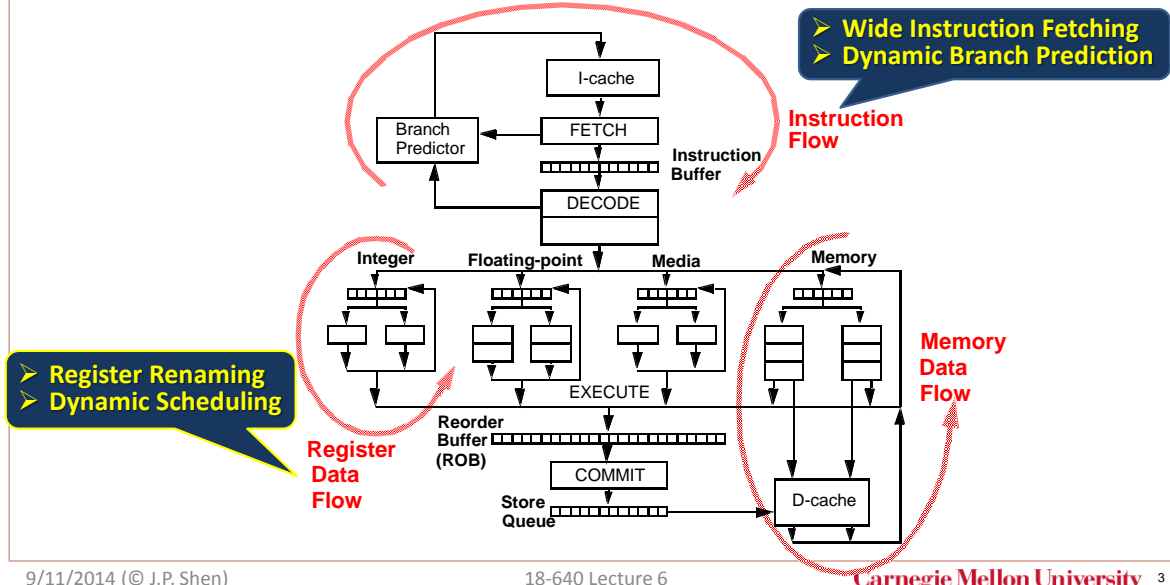 ➢ Wide Instruction Fetching
➢ Dynamic Branch Prediction
I-cache
Instruction
Flow
Branch
Predictor
FETCH
Instruction
Buffer
DECODE
Integer
Floating-point
Media
Memory
Memory
Data
Flow
➢ Register Renaming
➢ Dynamic Scheduling
EXECUTE
Reorder
Buffer
(ROB)
Register
Data
Flow
COMMIT
Store
Queue
D-cache
9/11/2014 (© J.P. Shen)
18-640 Lecture 6
Carnegie Mellon University
3